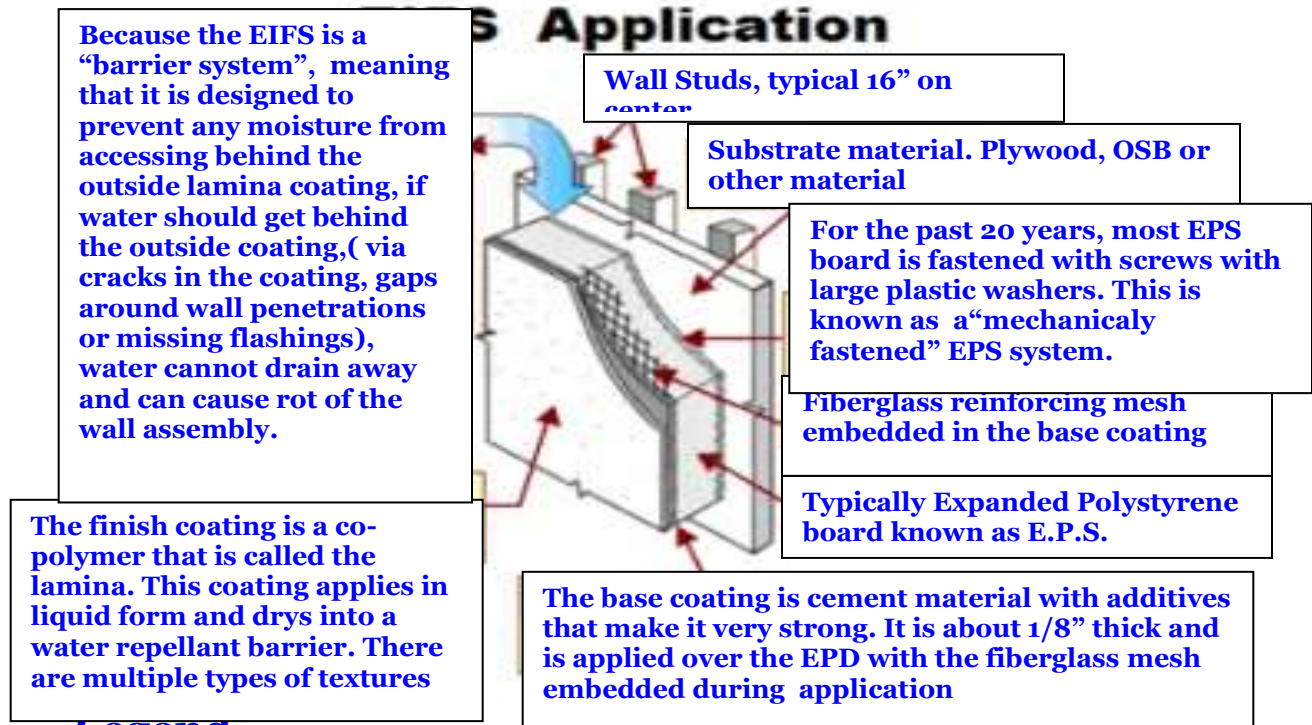 S Application
Because the EIFS is a
“barrier system”, meaning
that it is designed to
prevent any moisture from
accessing behind the
outside lamina coating, if
water should get behind
the outside coating,( via
cracks in the coating, gaps
around wall penetrations
or missing flashings),
water cannot drain away
and can cause rot of the
wall assembly.
Wall Studs, typical 16” on
center
Substrate material. Plywood, OSB or
other material
For the past 20 years, most EPS
board is fastened with screws with
large plastic washers. This is
known as a“mechanicaly
fastened” EPS system.
Fiberglass reinforcing mesh
embedded in the base coating
Typically Expanded Polystyrene
board known as E.P.S.
The finish coating is a co-
polymer that is called the
lamina. This coating applies in
liquid form and drys into a
water repellant barrier. There
are multiple types of textures
The base coating is cement material with additives
that make it very strong. It is about 1/8” thick and
is applied over the EPD with the fiberglass mesh
embedded during application